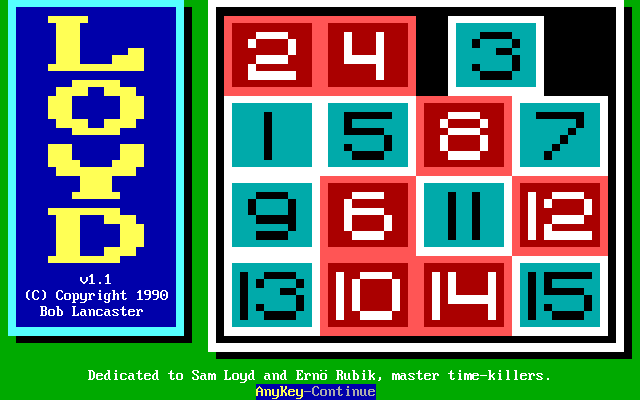 LOYD
v1.1
(C) Copyright 1990
Bob Lancaster
2 4 3
1 5 8 7
9 6 11 12
13 10 14 15
Dedicated to Sam Loyd and Ernö Rubik, master time-killers.
AnyKey-Continue